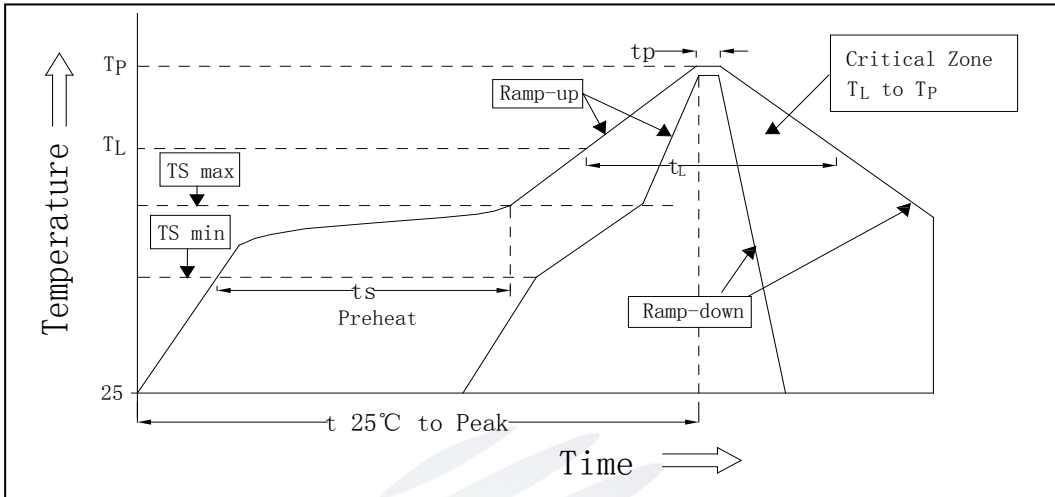 tp
Critical Zone
TL to TP
TP
Ramp-up
TL
TS max
tL
TS min
ts
Preheat
Ramp-down
25
t 25℃ to Peak
Temperature
Time